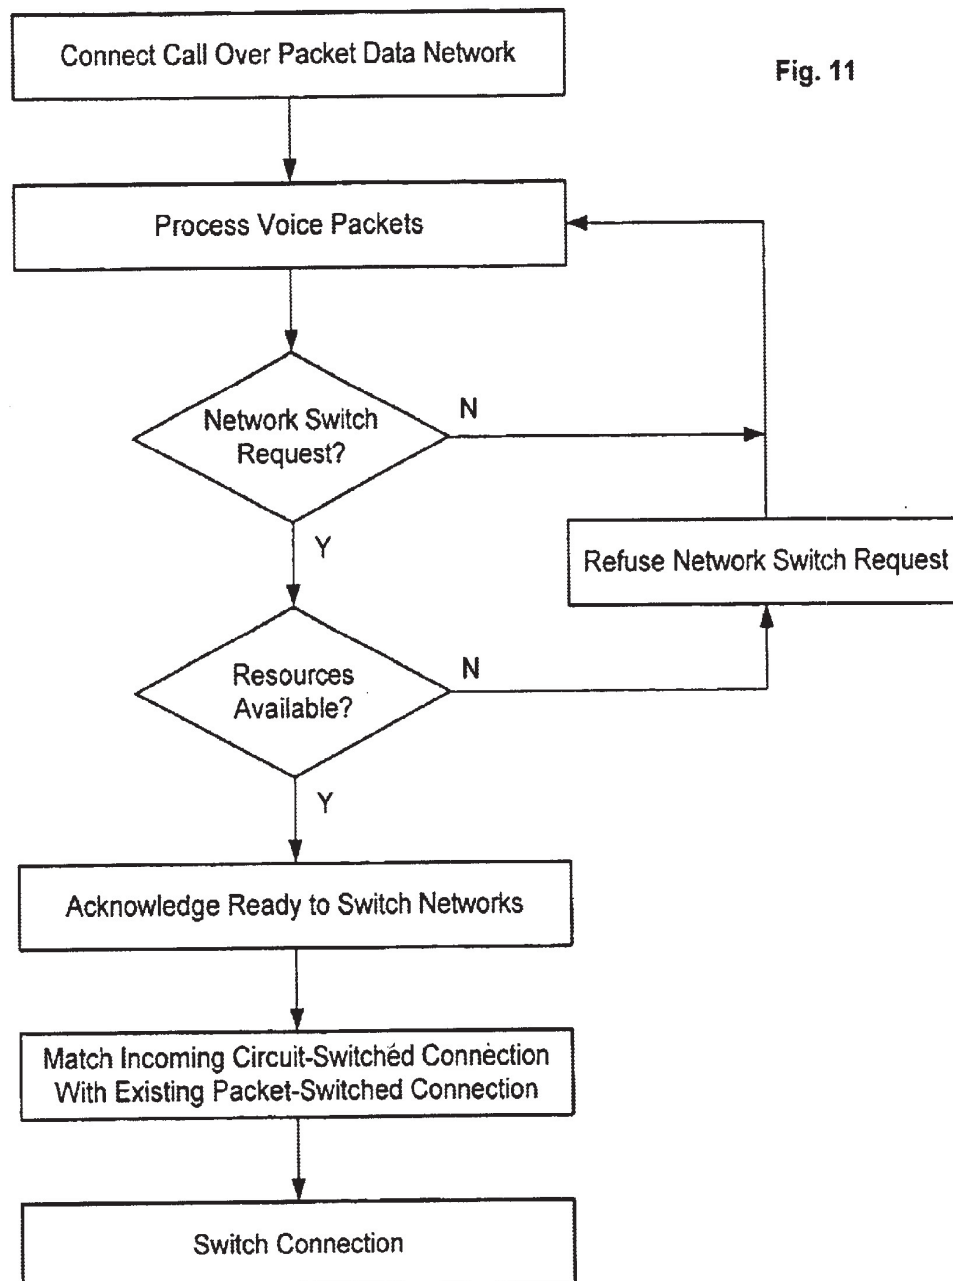 Connect Call Over Packet Data Network
Fig. 11
Process Voice Packets
Network Switch
Request?
N
Y
Refuse Network Switch Request
Resources
Available?
N
Y
Acknowledge Ready to Switch Networks
Match Incoming Circuit-Switched Connection
With Existing Packet-Switched Connection
Switch Connection